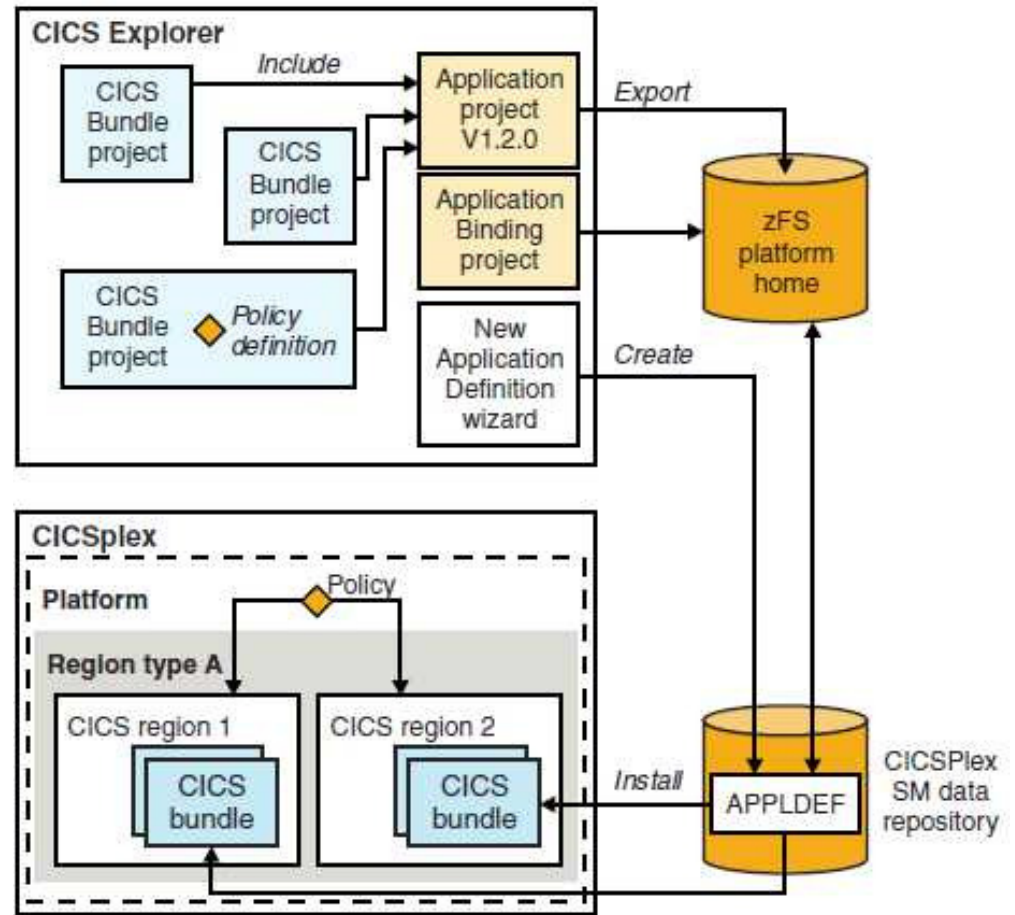 CICS Explorer
CICS
Bundle
project
Include
Application
project
V1.2.0
Export
CICS
Bundle
project
Application
Binding
project
zFS
platform
home
CICS
Bundle
project
Policy
definition
New
Application
Definition
wizard
Create
CICSplex
Platform
Policy
Region type A
CICS region 1
CICS
bundle
CICS region 2
CICS
bundle
Install
APPLDEF
CICSPlex
SM data
repository